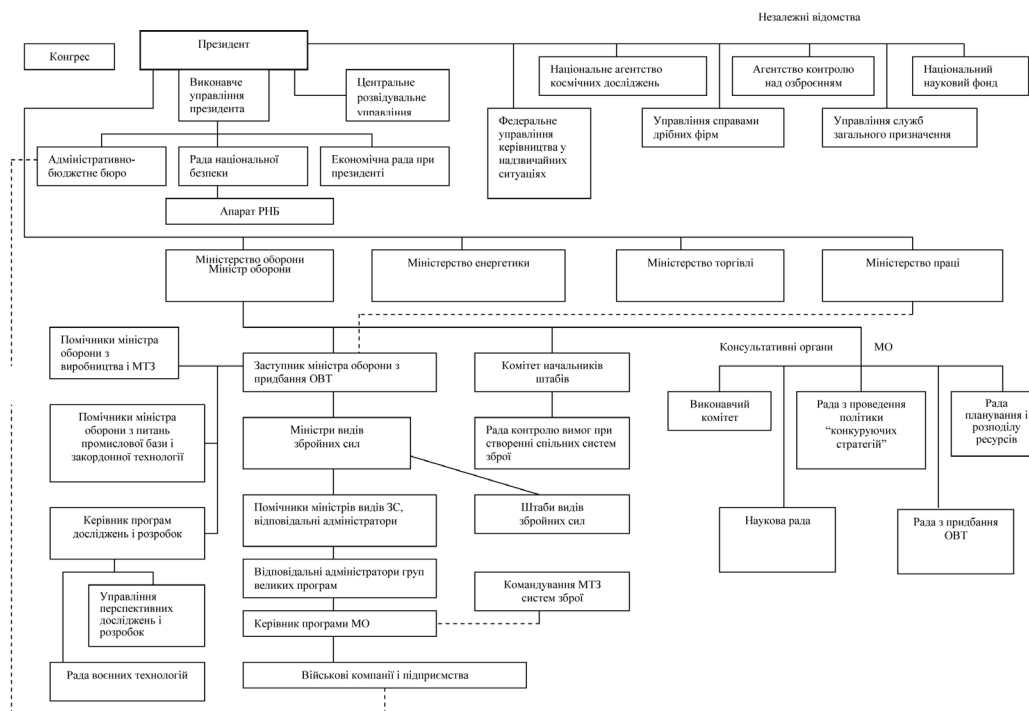 Незалежні відомства
Конгрес
Президент
Виконавче
управління
президента
Центральне
розвідувальне
управління
Національне агентство
космічних досліджень
Агентство контролю
над озброєнням
Національний
науковий фонд
Федеральне
управління
керівництва у
надзвичайних
ситуаціях
Управління справами
дрібних фірм
Управління служб
загального призначення
Адміністративно-
бюджетне бюро
Рада національної
безпеки
Економічна рада при
президенті
Апарат РНБ
Міністерство оборони
Міністр оборони
Міністерство енергетики
Міністерство торгівлі
Міністерство праці
Помічники міністра
оборони з
виробництва і МТЗ
Заступник міністра оборони з
придбання ОВТ
Комітет начальників
штабів
Консультативні органи МО
Виконавчий
комітет
Рада з проведення
політики
“конкуруючих
стратегій”
Рада
планування і
розподілу
ресурсів
Помічники міністра
оборони з питань
промислової бази і
закордонної технології
Міністри видів
збройних сил
Рада контролю вимог при
створенні спільних систем
зброї
Помічники міністрів видів ЗС,
відповідальні адміністратори
Штаби видів
збройних сил
Наукова рада
Рада з придбання
ОВТ
Керівник програм
досліджень і розробок
Відповідальні адміністратори груп
великих програм
Командування МТЗ
систем зброї
Управління
перспективних
досліджень і
розробок
Керівник програми МО
Рада воєнних технологій
Військові компанії і підприємства